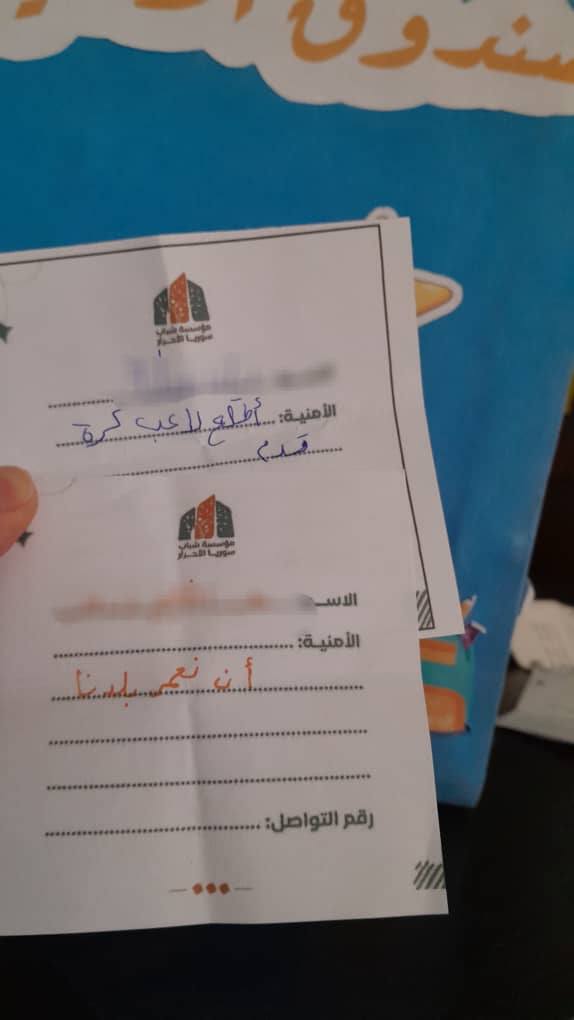 صندوق
مؤسسة شباب
سوريا الأحرار
الأمنية: أطلع لاعب كرة
قدم
مؤسسة شباب
سوريا الأحرار
الاسـ
الأمنية:
أن نعمر بلدنا
رقم التواصل: